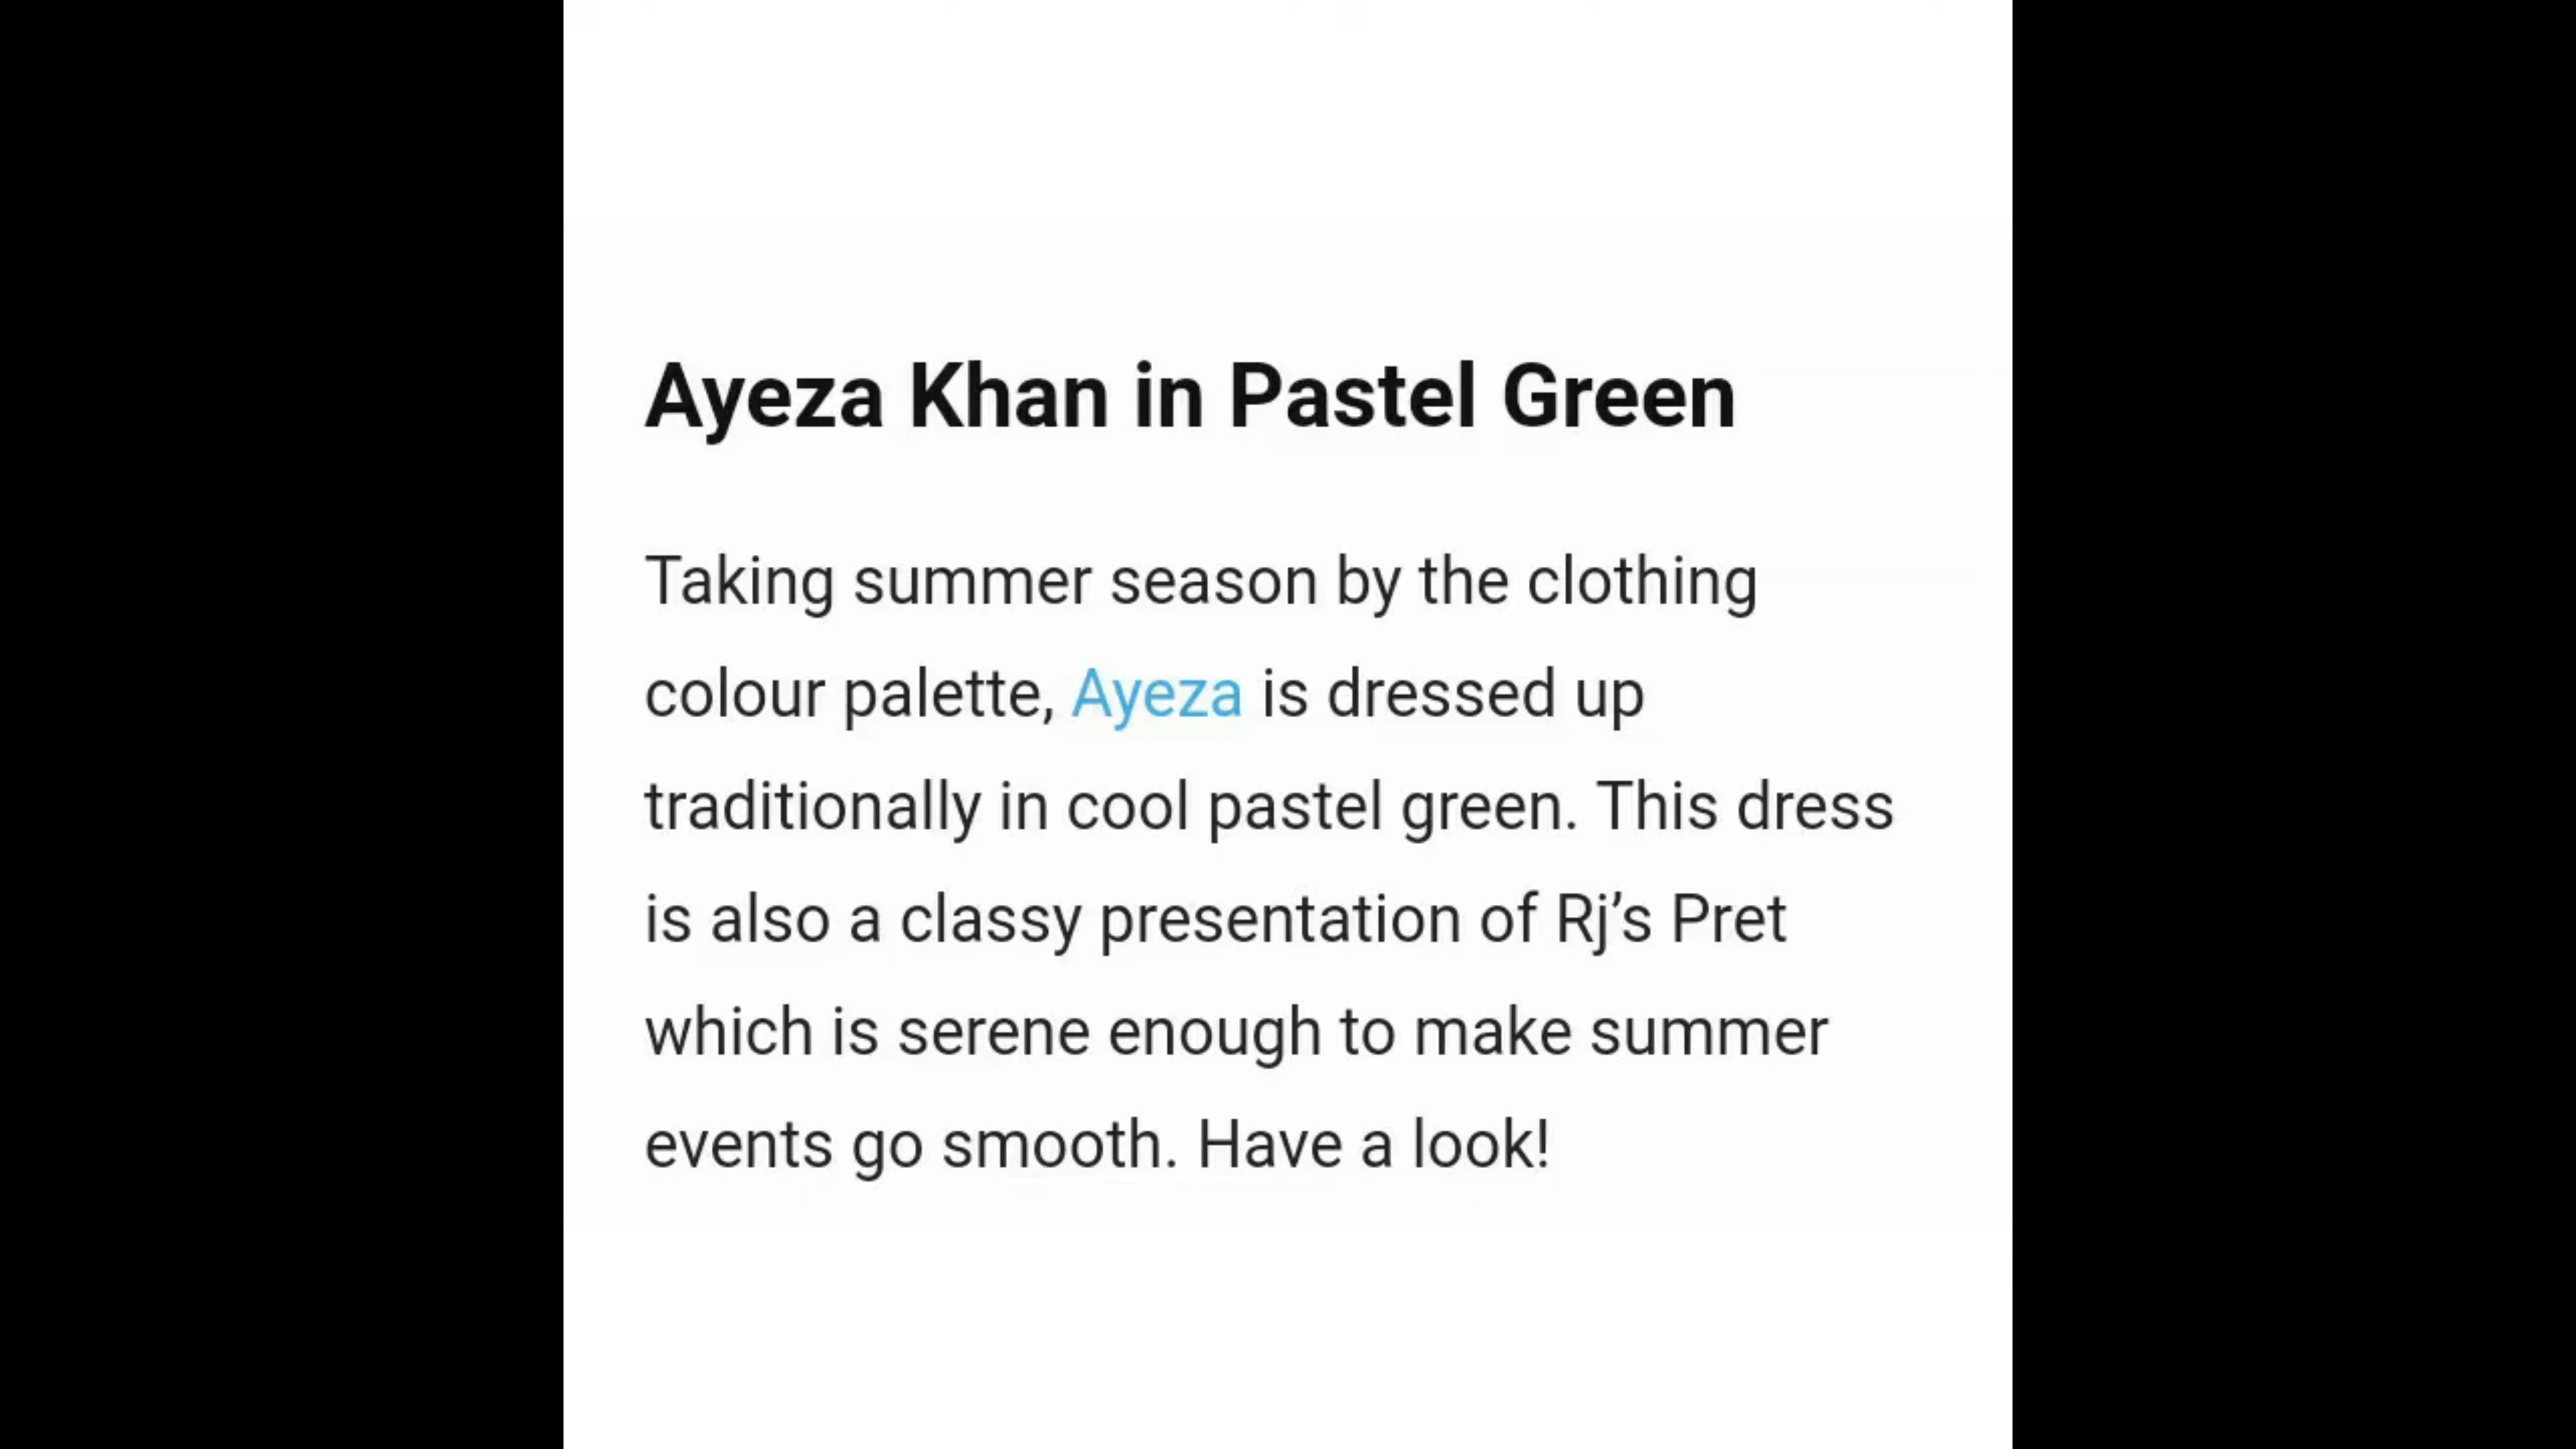 Ayeza Khan in Pastel Green
Taking summer season by the clothing
colour palette, Ayeza is dressed up
traditionally in cool pastel green. This dress
is also a classy presentation of Rj’s Pret
which is serene enough to make summer
events go smooth. Have a look!